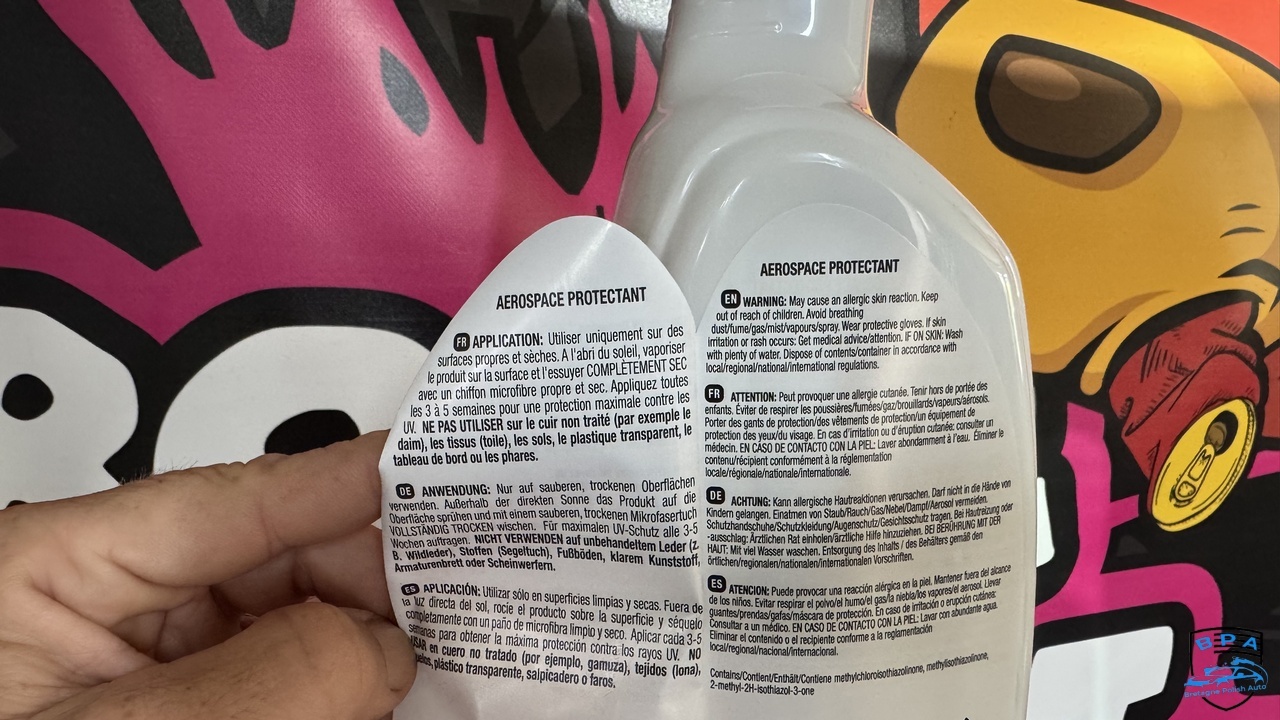 AEROSPACE PROTECTANT
FR APPLICATION: Utiliser uniquement sur des
surfaces propres et sèches. A l'abri du soleil, vaporiser
le produit sur la surface et l'essuyer COMPLÈTEMENT SEC
avec un chiffon microfibre propre et sec. Appliquez toutes
les 3 à 5 semaines pour une protection maximale contre les
UV. NE PAS UTILISER sur le cuir non traité (par exemple le
daim), les tissus (toile), les sols, le plastique transparent, le
tableau de bord ou les phares.
DE ANWENDUNG: Nur auf sauberen, trockenen Oberflächen
verwenden. Außerhalb der direkten Sonne das Produkt auf die
Oberfläche sprühen und mit einem sauberen, trockenen Mikrofasertuch
VOLLSTÄNDIG TROCKEN wischen. Für maximalen UV-Schutz alle 3-5
Wochen auftragen. NICHT VERWENDEN auf unbehandeltem Leder (z.
B. Wildleder), Stoffen (Segeltuch), Fußböden, klarem Kunststoff,
Armaturenbrett oder Scheinwerfern.
ES APLICACIÓN: Utilizar sólo en superficies limpias y secas. Fuera de
la luz directa del sol, rocie el producto sobre la superficie y séquelo
completamente con un paño de microfibra limpio y seco. Aplicar cada 3-5
semanas para obtener la máxima protección contra los rayos UV. NO
USAR en cuero no tratado (por ejemplo, gamuza), tejidos (lona),
plástico transparente, salpicadero o faros.
AEROSPACE PROTECTANT
EN WARNING: May cause an allergic skin reaction. Keep
out of reach of children. Avoid breathing
dust/fume/gas/mist/vapours/spray. Wear protective gloves. If skin
irritation or rash occurs: Get medical advice/attention. IF ON SKIN: Wash
with plenty of water. Dispose of contents/container in accordance with
local/regional/national/international regulations.
FR ATTENTION: Peut provoquer une allergie cutanée. Tenir hors de portée des
enfants. Éviter de respirer les poussières/fumées/gaz/brouillards/vapeurs/aérosols.
Porter des gants de protection/des vêtements de protection/un équipement de
protection des yeux/du visage. En cas d'irritation ou d'éruption cutanée: consulter un
médecin. EN CASO DE CONTACTO CON LA PIEL: Laver abondamment à l'eau. Éliminer le
contenu/récipient conformément à la réglementation
locale/régionale/nationale/internationale.
DE ACHTUNG: Kann allergische Hautreaktionen verursachen. Darf nicht in die Hände von
Kindern gelangen. Einatmen von Staub/Rauch/Gas/Nebel/Dampf/Aerosol vermeiden.
Schutzhandschuhe/Schutzkleidung/Augenschutz/Gesichtsschutz tragen. Bei Hautreizung oder
-ausschlag: Ärztlichen Rat einholen/ärztliche Hilfe hinzuziehen. BEI BERÜHRUNG MIT DER
HAUT: Mit viel Wasser waschen. Entsorgung des Inhalts / des Behälters gemäß den
örtlichen/regionalen/nationalen/internationalen Vorschriften.
ES ATENCION: Puede provocar una reacción alérgica en la piel. Mantener fuera del alcance
de los niños. Evitar respirar el polvo/el humo/el gas/la niebla/los vapores/el aerosol. Llevar
guantes/prendas/gafas/máscara de protección. En caso de irritación o erupción cutánea:
Consultar a un médico. EN CASO DE CONTACTO CON LA PIEL: Lavar con abundante agua.
Eliminar el contenido o el recipiente conforme a la reglamentación
local/regional/nacional/internacional.
Contains/Contient/Enthält/Contiene methylchloroisothiazolinone, methylisothiazolinone,
2-methyl-2H-isothiazol-3-one
BPA
Bretagne Polish Auto